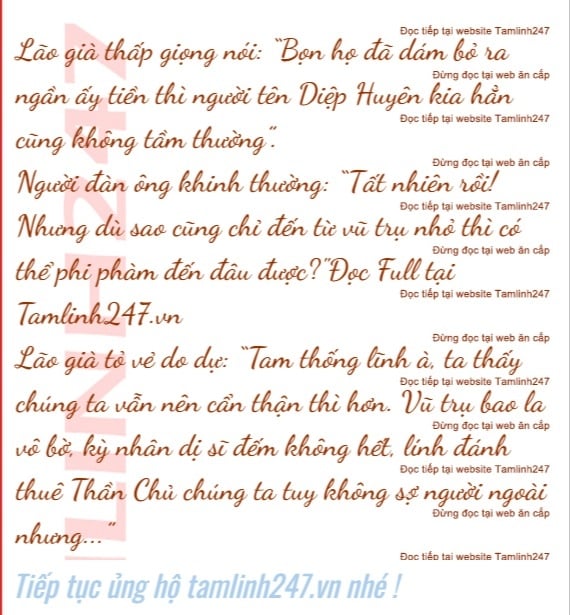 Đọc tiếp tại website Tamlinh247
Lão già thấp giọng nói: “Bọn họ đã dám bỏ ra
Đừng đọc tại web ăn cắp
ngần ấy tiền thì người tên Diệp Huyên kia hẳn
Đọc tiếp tại website Tamlinh247
cũng không tầm thường”.
Đừng đọc tại web ăn cắp
Người đàn ông khinh thường: “Tất nhiên rồi!
Đọc tiếp tại website Tamlinh247
Nhưng dù sao cũng chỉ đến từ vũ trụ nhỏ thì có
Đừng đọc tại web ăn cắp
thể phi phàm đến đâu được?”Đọc Full tại
Đọc tiếp tại website Tamlinh247
Tamlinh247.vn
Đừng đọc tại web ăn cắp
Lão già tỏ vẻ do dự: “Tam thống lĩnh à, ta thấy
Đọc tiếp tại website Tamlinh247
chúng ta vẫn nên cẩn thận thì hơn. Vũ trụ bao la
Đừng đọc tại web ăn cắp
vô bờ, kỳ nhân dị sĩ đếm không hết, lính đánh
Đọc tiếp tại website Tamlinh247
thuê Thần Chủ chúng ta tuy không sợ người ngoài
Đừng đọc tại web ăn cắp
nhưng...”
Đọc tiếp tại website Tamlinh247
LINH247
Tiếp tục ủng hộ tamlinh247.vn nhé !